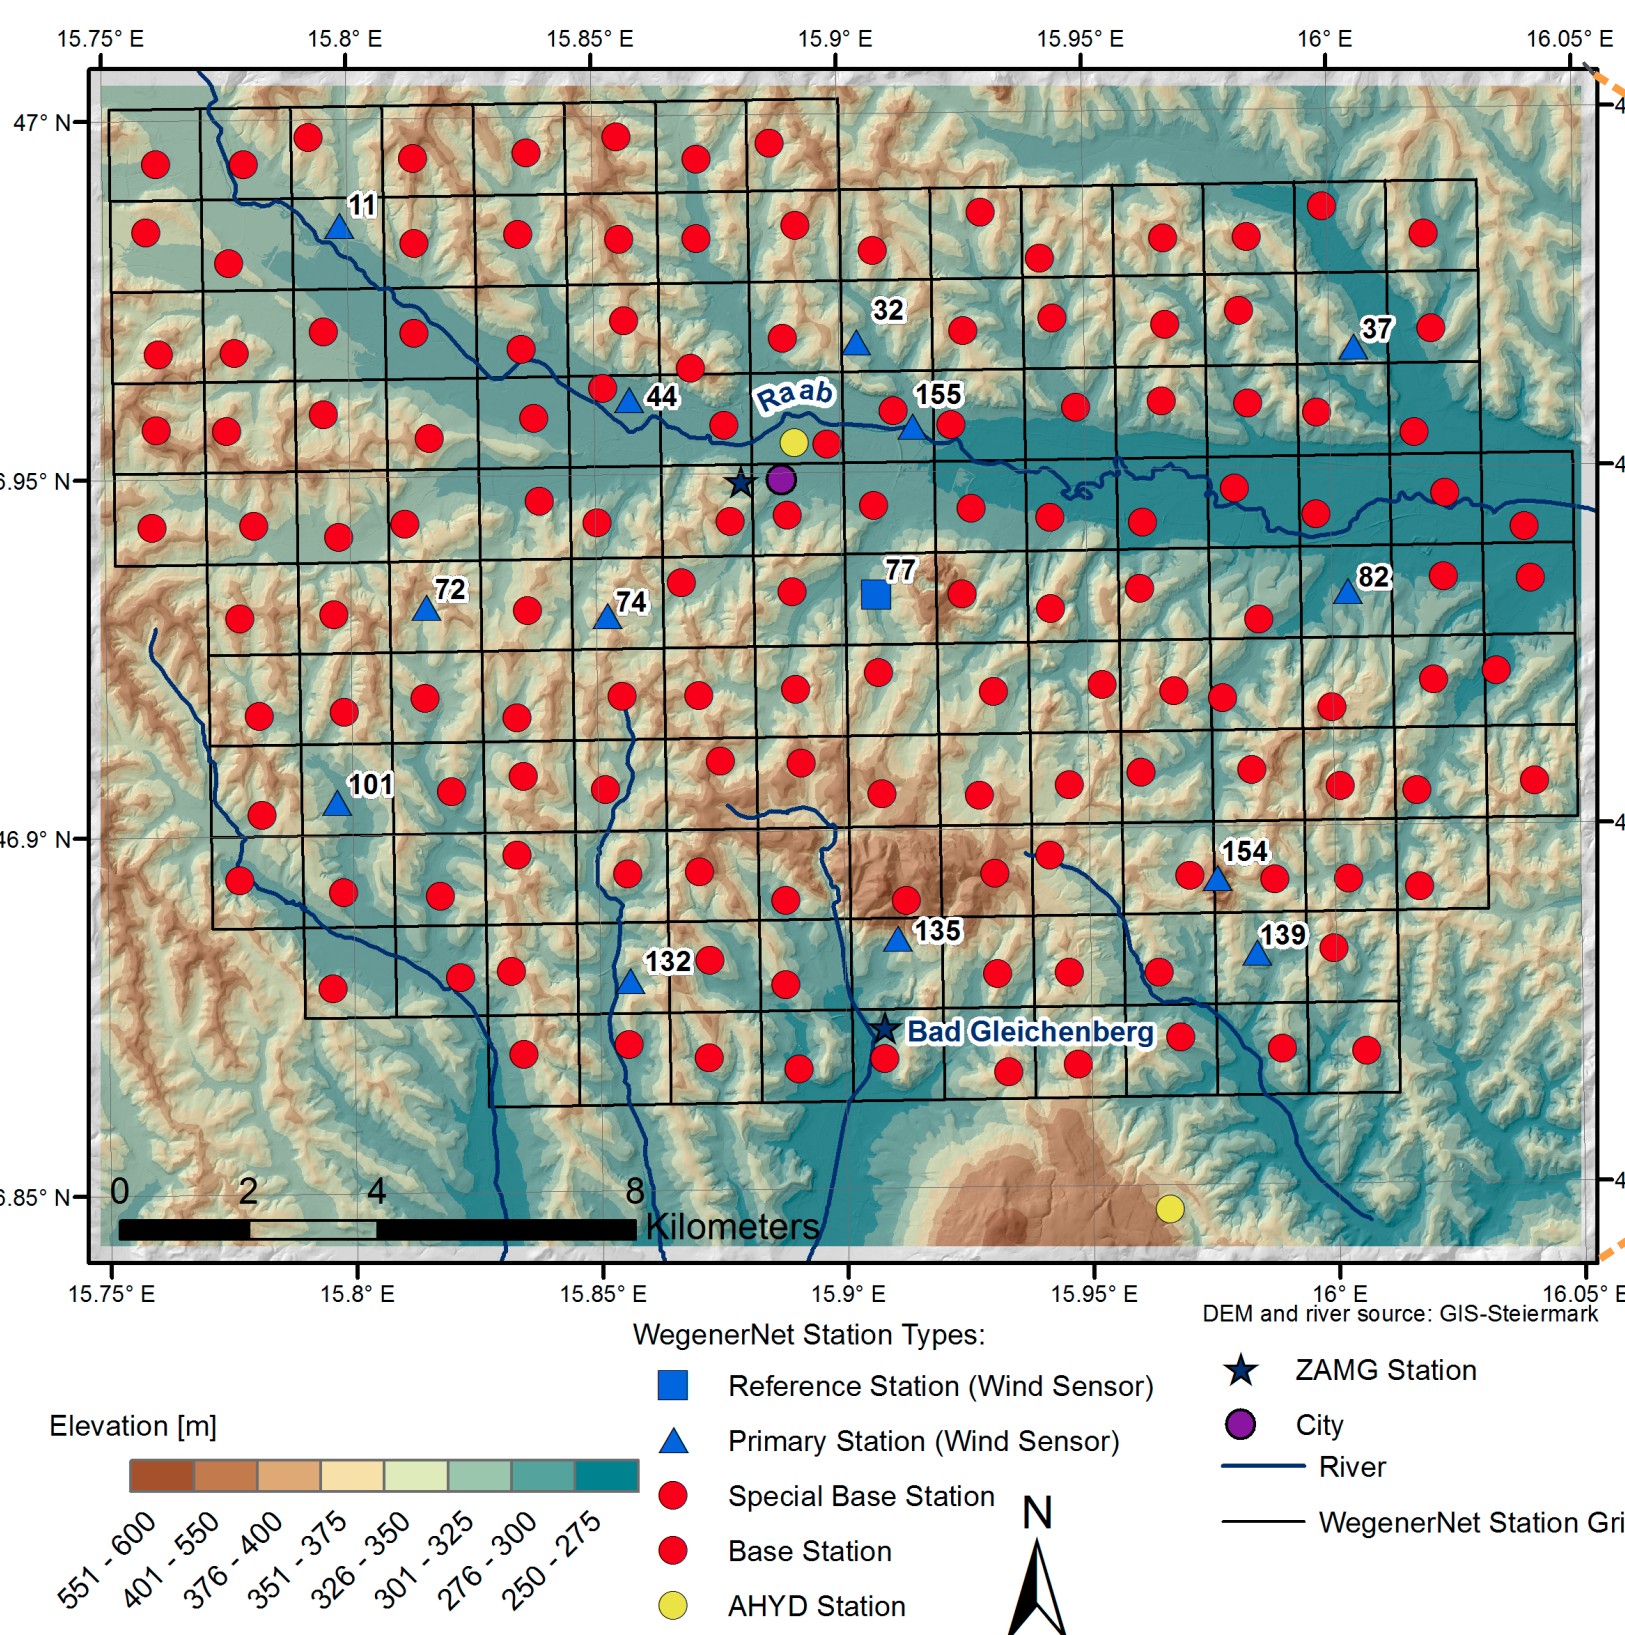 15.75° E 15.8° E 15.85° E 15.9° E 15.95° E 16° E 16.05° E
47° N
11
32
37
44
Raab
155
6.95° N
77
72
74
82
101
46.9° N
154
135
139
132
Bad Gleichenberg
6.85° N
0 2 4 8
Kilometers
15.75° E 15.8° E 15.85° E 15.9° E 15.95° E 16° E 16.05° E
DEM and river source: GIS-Steiermark
WegenerNet Station Types:
Reference Station (Wind Sensor)
Primary Station (Wind Sensor)
Special Base Station
Base Station
AHYD Station
ZAMG Station
City
River
WegenerNet Station Gri
N
Elevation [m]
551 - 600
401 - 550
376 - 400
351 - 375
326 - 350
301 - 325
276 - 300
250 - 275